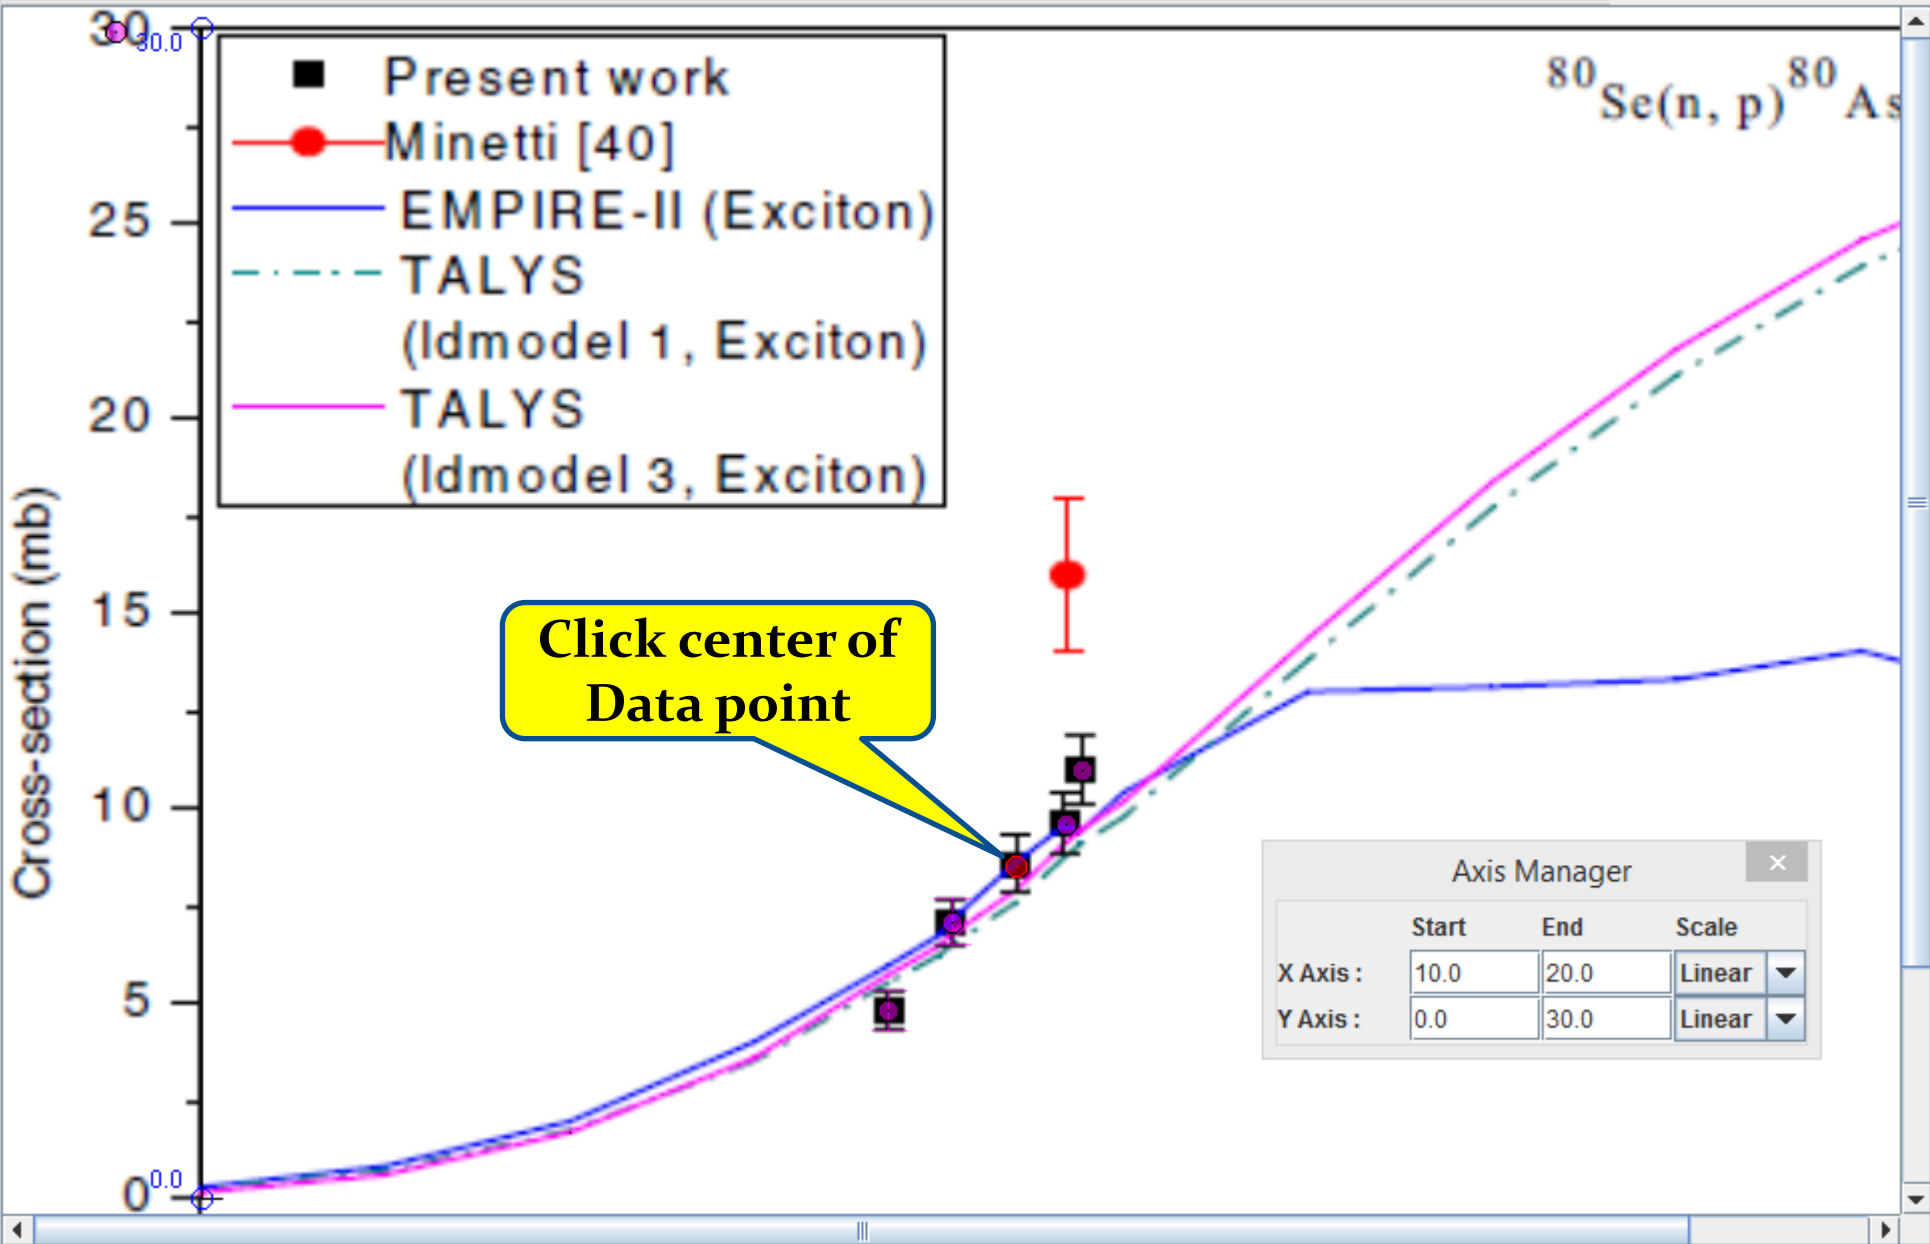 30
30.0
Present work
Minetti [40]
EMPIRE-II (Exciton)
TALYS
(ldmodel 1, Exciton)
TALYS
(ldmodel 3, Exciton)
80Se(n, p)80As
25
20
15
10
5
0
0.0
Cross-section (mb)
Click center of
Data point
Axis Manager
Start End Scale
X Axis : 10.0 20.0 Linear
Y Axis : 0.0 30.0 Linear